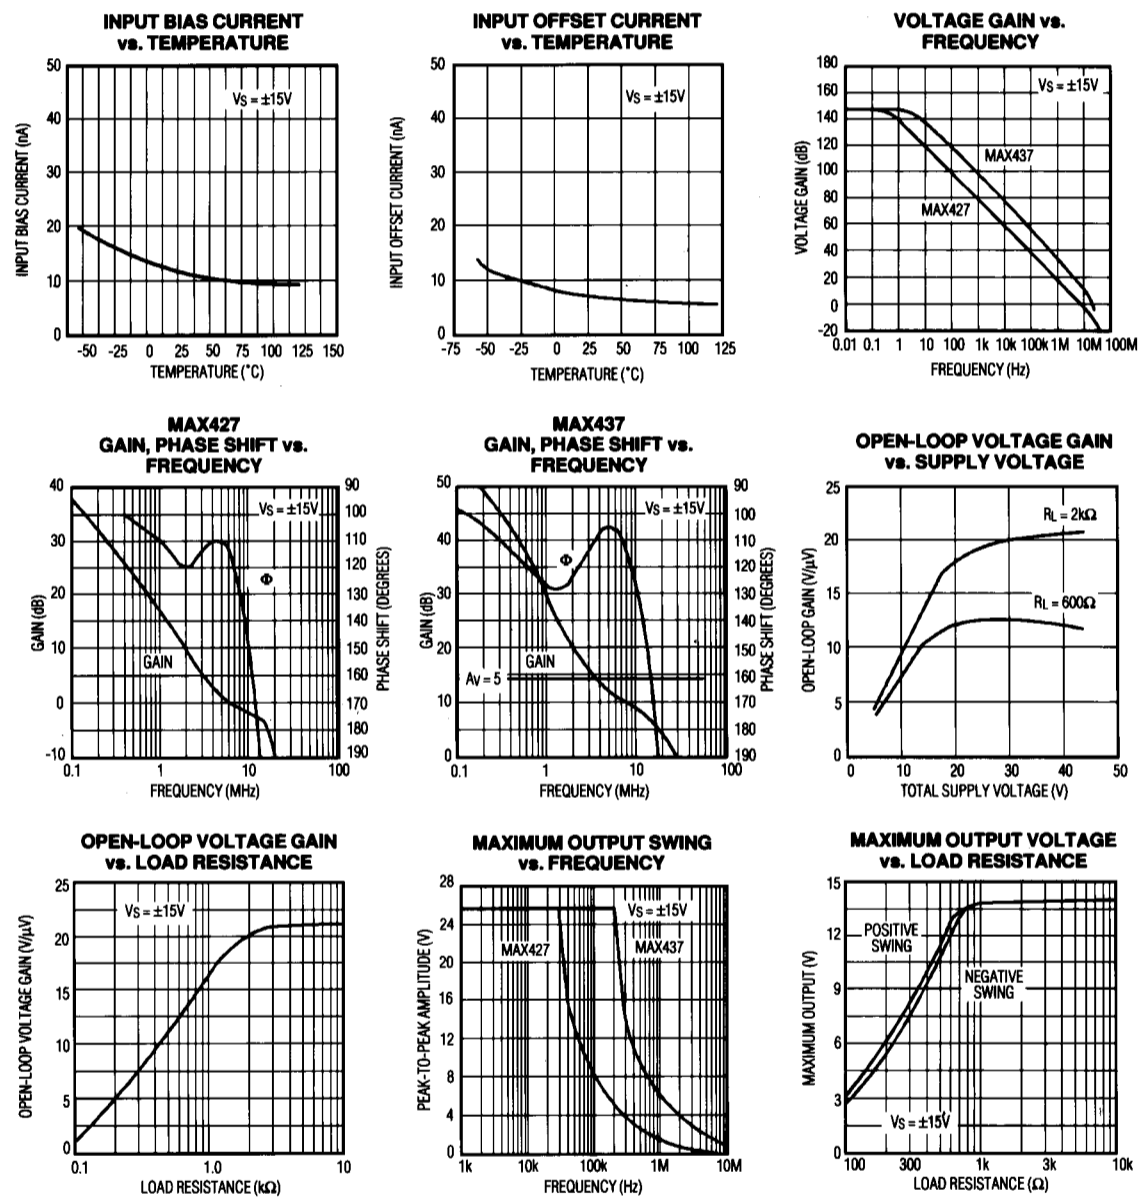 INPUT BIAS CURRENT
vs. TEMPERATURE
50
40
30
20
10
0
INPUT BIAS CURRENT (nA)
VS = ±15V
-50 -25 0 25 50 75 100 125 150
TEMPERATURE (°C)
INPUT OFFSET CURRENT
vs. TEMPERATURE
50
40
30
20
10
0
INPUT OFFSET CURRENT (nA)
VS = ±15V
-75 -50 -25 0 25 50 75 100 125
TEMPERATURE (°C)
VOLTAGE GAIN vs.
FREQUENCY
180
160
140
120
100
80
60
40
20
0
-20
VOLTAGE GAIN (dB)
VS = ±15V
MAX437
MAX427
0.01 0.1 1 10 100 1k 10k 100k 1M 10M 100M
FREQUENCY (Hz)
MAX427
GAIN, PHASE SHIFT vs.
FREQUENCY
40
30
20
10
0
-10
GAIN (dB)
VS = ±15V
Φ
GAIN
90
100
110
120
130
140
150
160
170
180
190
PHASE SHIFT (DEGREES)
0.1 1 10 100
FREQUENCY (MHz)
MAX437
GAIN, PHASE SHIFT vs.
FREQUENCY
50
40
30
20
10
0
GAIN (dB)
VS = ±15V
Φ
GAIN
AV = 5
90
100
110
120
130
140
150
160
170
180
190
PHASE SHIFT (DEGREES)
0.1 1 10 100
FREQUENCY (MHz)
OPEN-LOOP VOLTAGE GAIN
vs. SUPPLY VOLTAGE
25
20
15
10
5
0
OPEN-LOOP GAIN (V/µV)
RL = 2kΩ
RL = 600Ω
0 10 20 30 40 50
TOTAL SUPPLY VOLTAGE (V)
OPEN-LOOP VOLTAGE GAIN
vs. LOAD RESISTANCE
25
20
15
10
5
0
OPEN-LOOP VOLTAGE GAIN (V/µV)
VS = ±15V
0.1 1.0 10
LOAD RESISTANCE (kΩ)
MAXIMUM OUTPUT SWING
vs. FREQUENCY
28
24
20
16
12
8
4
0
PEAK-TO-PEAK AMPLITUDE (V)
VS = ±15V
MAX427
MAX437
1k 10k 100k 1M 10M
FREQUENCY (Hz)
MAXIMUM OUTPUT VOLTAGE
vs. LOAD RESISTANCE
15
12
9
6
3
0
MAXIMUM OUTPUT (V)
POSITIVE
SWING
NEGATIVE
SWING
VS = ±15V
100 300 1k 3k 10k
LOAD RESISTANCE (Ω)